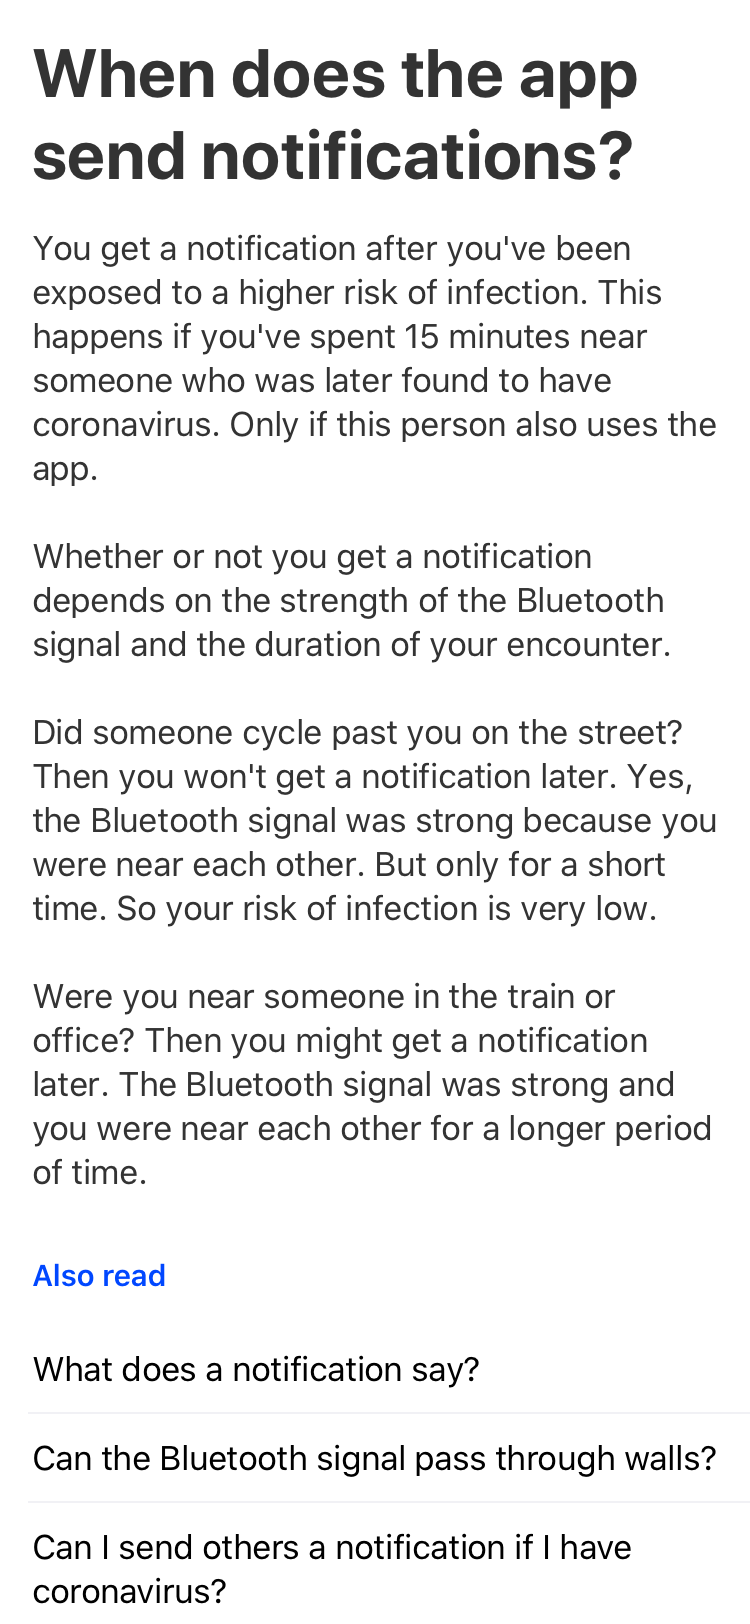 When does the app
send notifications?
You get a notification after you've been
exposed to a higher risk of infection. This
happens if you've spent 15 minutes near
someone who was later found to have
coronavirus. Only if this person also uses the
app.
Whether or not you get a notification
depends on the strength of the Bluetooth
signal and the duration of your encounter.
Did someone cycle past you on the street?
Then you won't get a notification later. Yes,
the Bluetooth signal was strong because you
were near each other. But only for a short
time. So your risk of infection is very low.
Were you near someone in the train or
office? Then you might get a notification
later. The Bluetooth signal was strong and
you were near each other for a longer period
of time.
Also read
What does a notification say?
Can the Bluetooth signal pass through walls?
Can I send others a notification if I have
coronavirus?